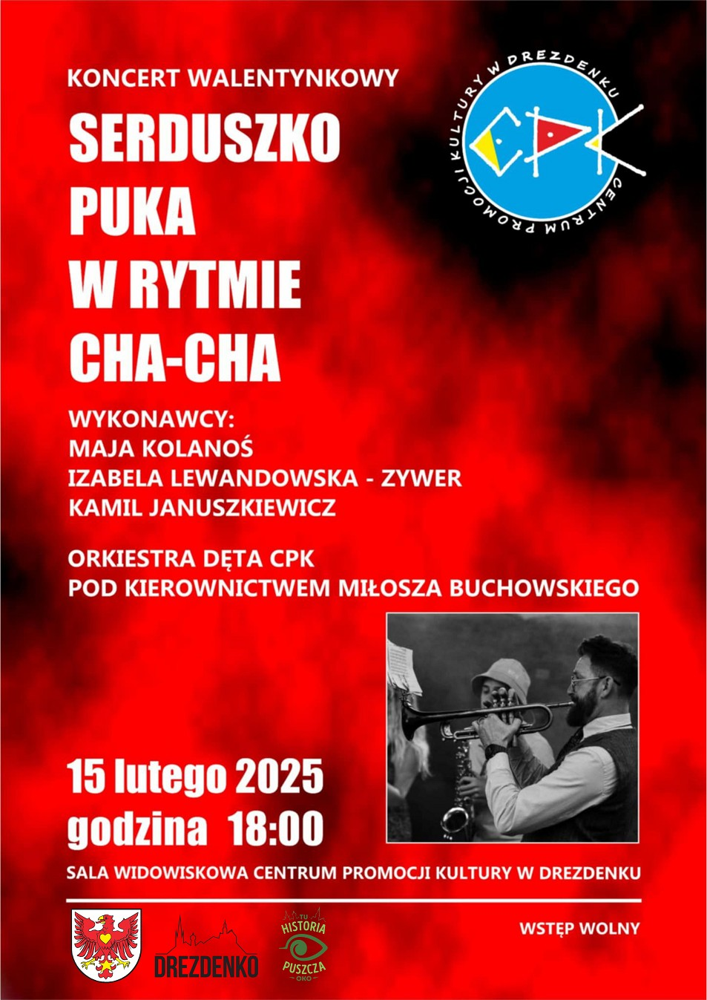 KONCERT WALENTYNKOWY
SERDUSZKO
PUKA
W RYTMIE
CHA-CHA
CENTRUM PROMOCJI KULTURY W DREZDENKU
CPK
WYKONAWCY:
MAJA KOLANOŚ
IZABELA LEWANDOWSKA - ZYWER
KAMIL JANUSZKIEWICZ
ORKIESTRA DĘTA CPK
POD KIEROWNICTWEM MIŁOSZA BUCHOWSKIEGO
15 lutego 2025
godzina 18:00
SALA WIDOWISKOWA CENTRUM PROMOCJI KULTURY W DREZDENKU
WSTĘP WOLNY
DREZDENKO
TU
HISTORIA
PUSZCZA
OKO